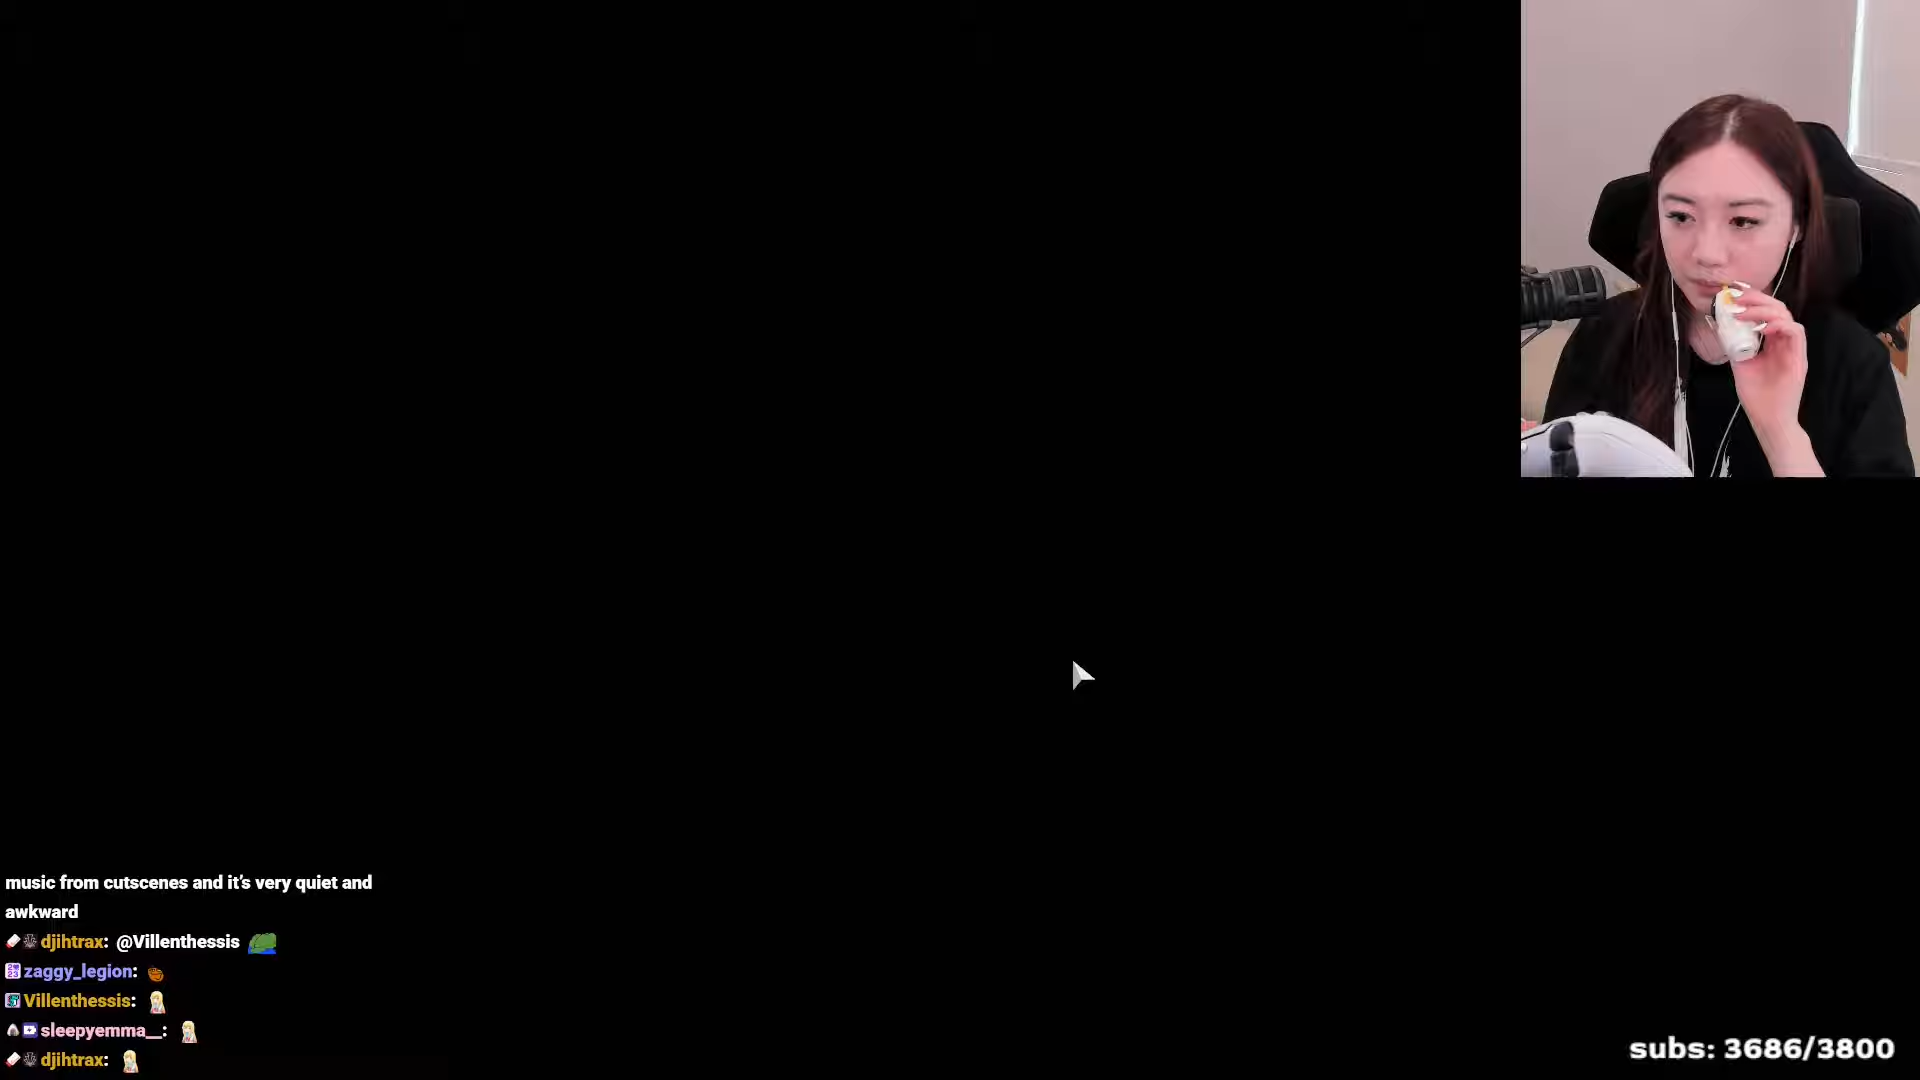 music from cutscenes and it's very quiet and
awkward
djihtrax: @Villenthessis
zaggy_legion:
Villenthessis:
sleepyemma__:
djihtrax:
subs: 3686/3800